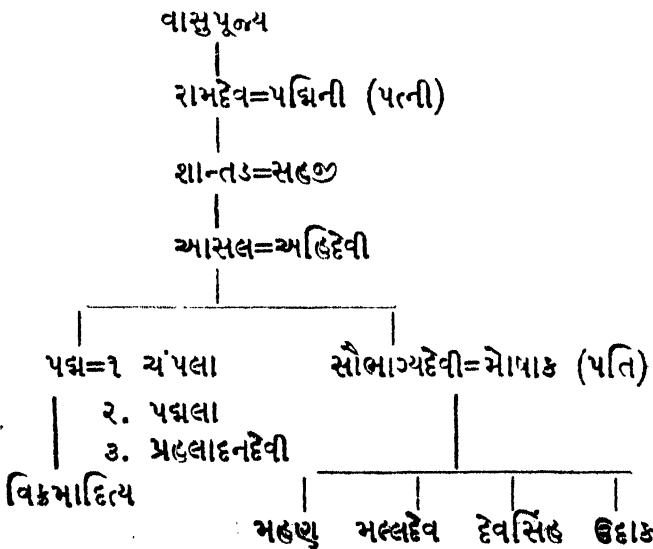 વાસુપૂજ્ય
રામદેવ=પદ્મિની (પત્ની)
શાન્તડ=સહજી
આસલ=અહિદેવી
પદ્મ=૧ ચંપલા
સૌભાગ્યદેવી=મોષાક (પતિ)
૨. પદ્મલા
૩. પ્રહલાદનદેવી
વિક્રમાદિત્ય
મહણુ મલ્લદેવ દેવસિંહ ઉદ્દાક